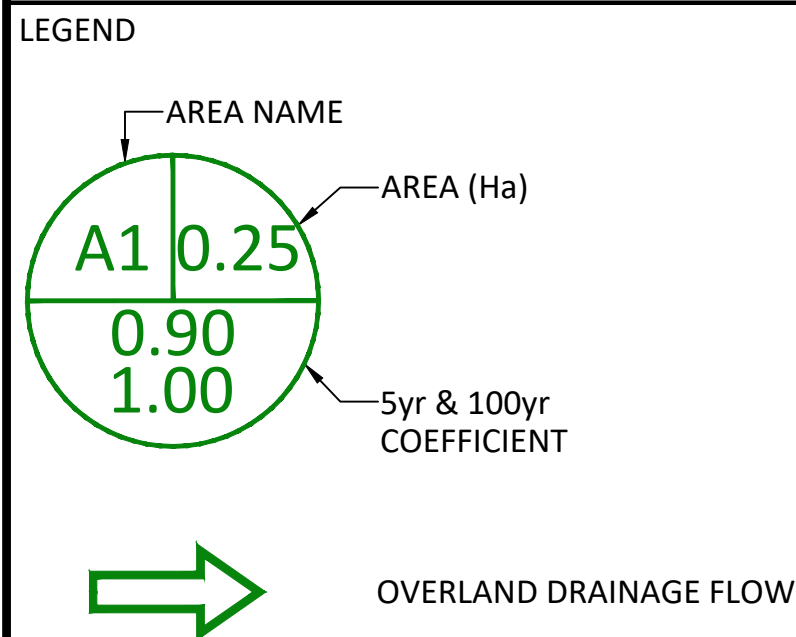 LEGEND
AREA NAME
AREA (Ha)
A1 0.25
0.90
1.00
5yr & 100yr
COEFFICIENT
OVERLAND DRAINAGE FLOW